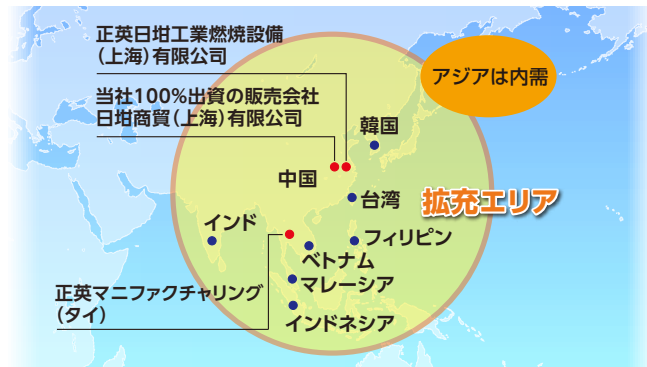 正英日坩工業燃焼設備
（上海）有限公司
当社100%出資の販売会社
日坩商貿（上海）有限公司
アジアは内需
韓国
中国
台湾
拡充エリア
インド
フィリピン
ベトナム
マレーシア
正英マニファクチャリング
（タイ）
インドネシア